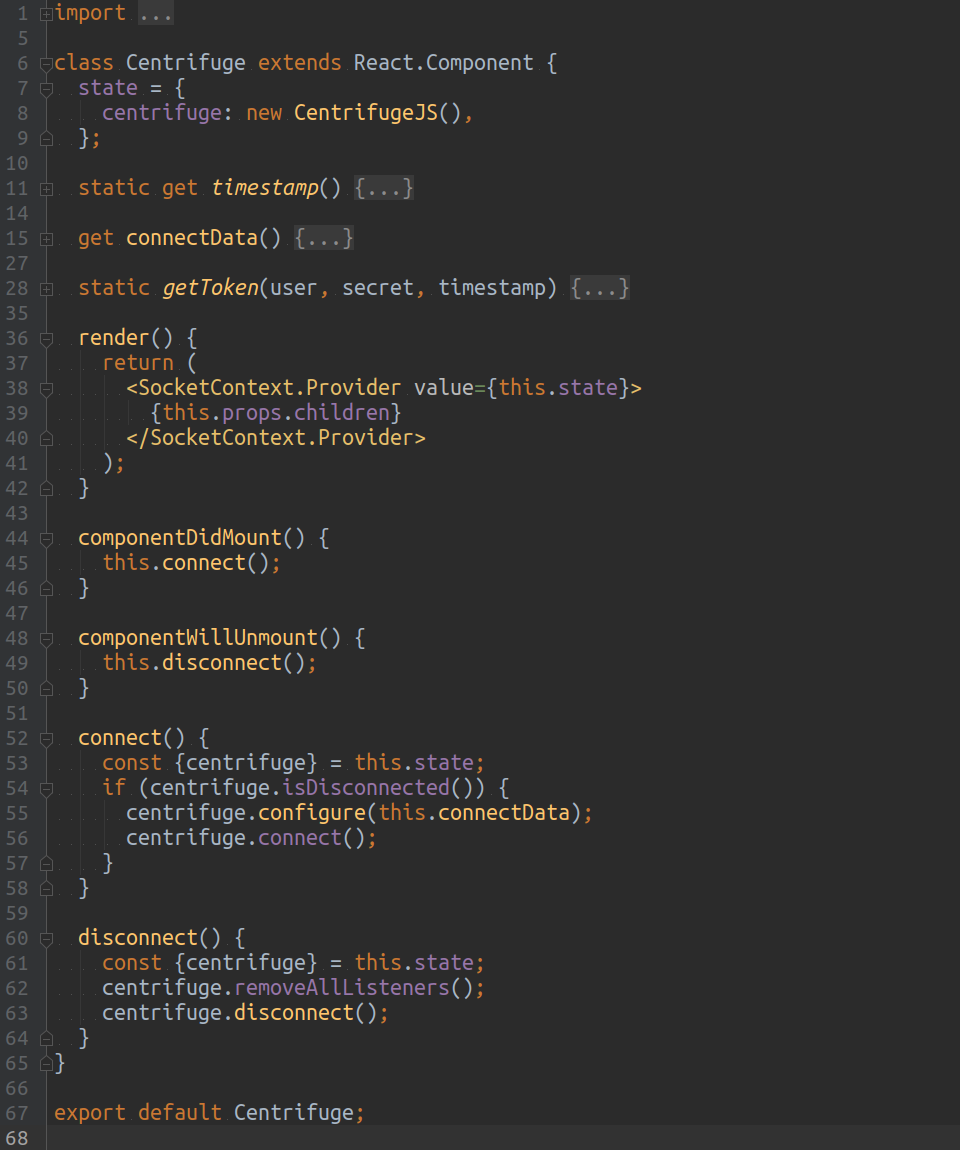 1 import ...
5
6 class Centrifuge extends React.Component {
7   state = {
8     centrifuge: new CentrifugeJS(),
9   };
10
11   static get timestamp() {...}
14
15   get connectData() {...}
27
28   static getToken(user, secret, timestamp) {...}
35
36   render() {
37     return (
38       <SocketContext.Provider value={this.state}>
39         {this.props.children}
40       </SocketContext.Provider>
41     );
42   }
43
44   componentDidMount() {
45     this.connect();
46   }
47
48   componentWillUnmount() {
49     this.disconnect();
50   }
51
52   connect() {
53     const {centrifuge} = this.state;
54     if (centrifuge.isDisconnected()) {
55       centrifuge.configure(this.connectData);
56       centrifuge.connect();
57     }
58   }
59
60   disconnect() {
61     const {centrifuge} = this.state;
62     centrifuge.removeAllListeners();
63     centrifuge.disconnect();
64   }
65 }
66
67 export default Centrifuge;
68